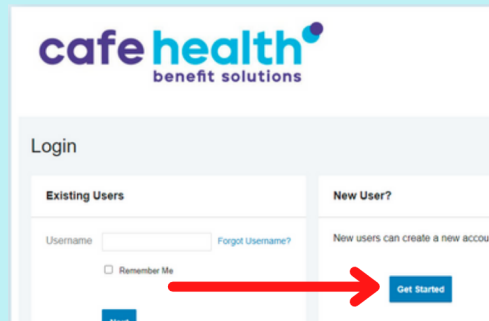 cafe health
benefit solutions
Login
Existing Users
Username
Forgot Username?
Remember Me
New User?
New users can create a new accou
Get Started